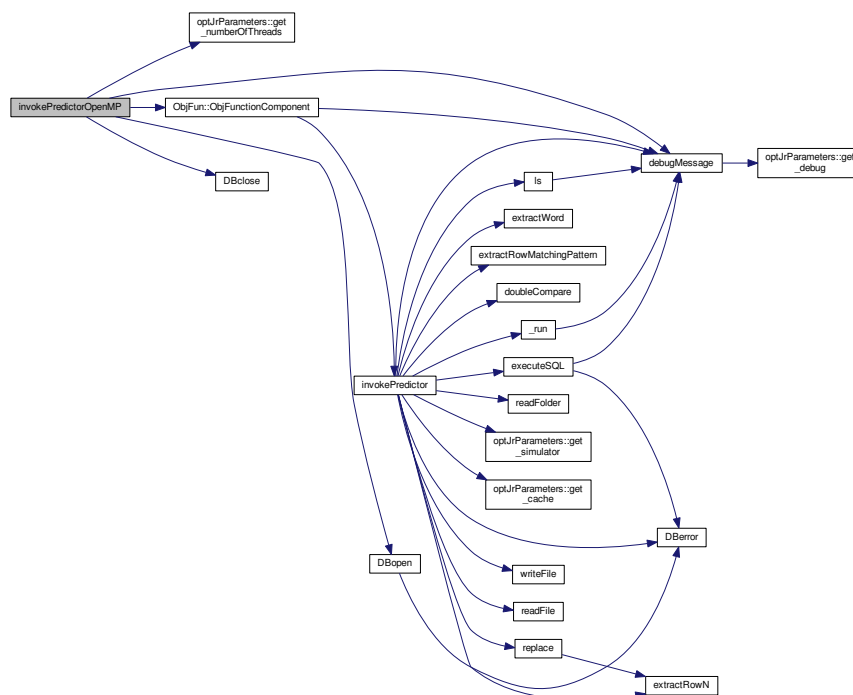 optJrParameters::get
_numberOfThreads
invokePredictorOpenMP
ObjFun::ObjFunctionComponent
debugMessage
optJrParameters::get
_debug
ls
DBclose
extractWord
extractRowMatchingPattern
doubleCompare
_run
executeSQL
invokePredictor
readFolder
optJrParameters::get
_simulator
optJrParameters::get
_cache
DBerror
DBopen
writeFile
readFile
replace
extractRowN